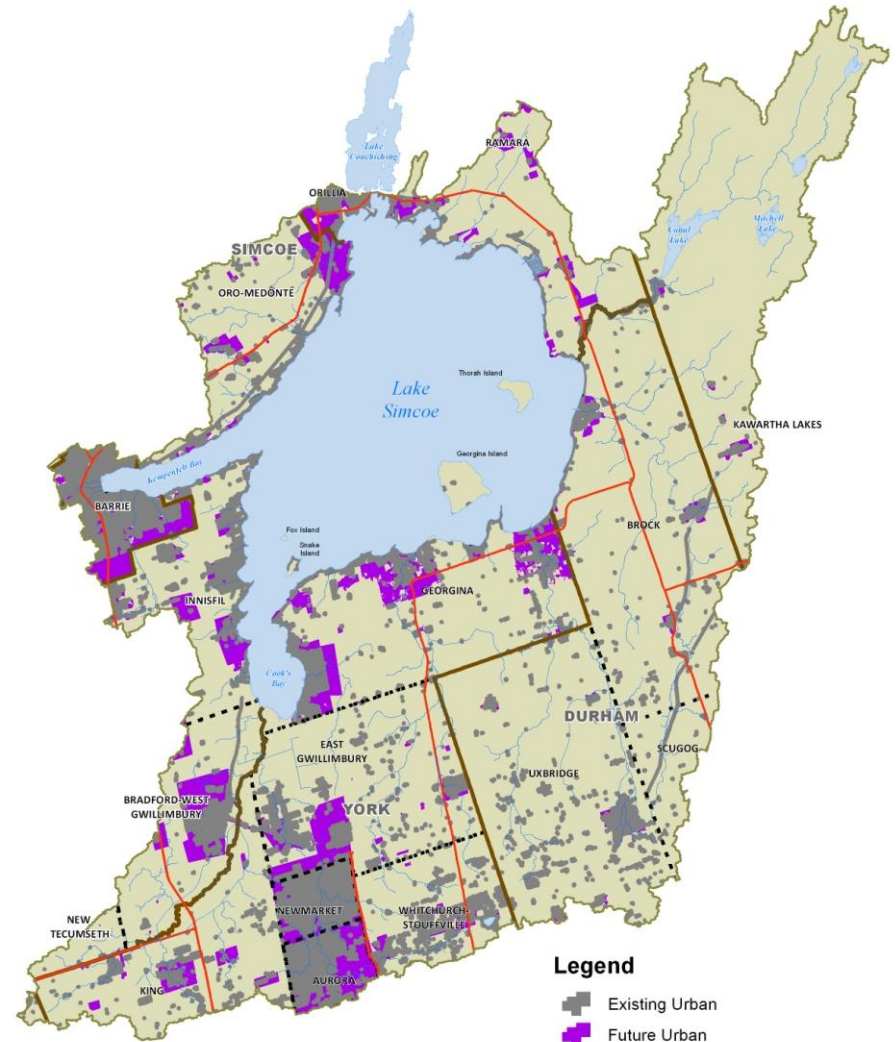 Lake
Couchiching
RAMARA
ORILLIA
SIMCOE
Canal
Lake
Mitchell
Lake
ORO-MEDONTE
Thorah Island
Lake
Simcoe
KAWARTHA LAKES
Georgina Island
Kempenfelt Bay
BARRIE
Fox Island
Snake
Island
BROCK
INNISFIL
GEORGINA
Cook's
Bay
DURHAM
EAST
GWILLIMBURY
SCUGOG
UXBRIDGE
BRADFORD-WEST
GWILLIMBURY
YORK
NEWMARKET
WHITCHURCH-
STOUFFVILLE
NEW
TECUMSETH
KING
AURORA
Legend
Existing Urban
Future Urban